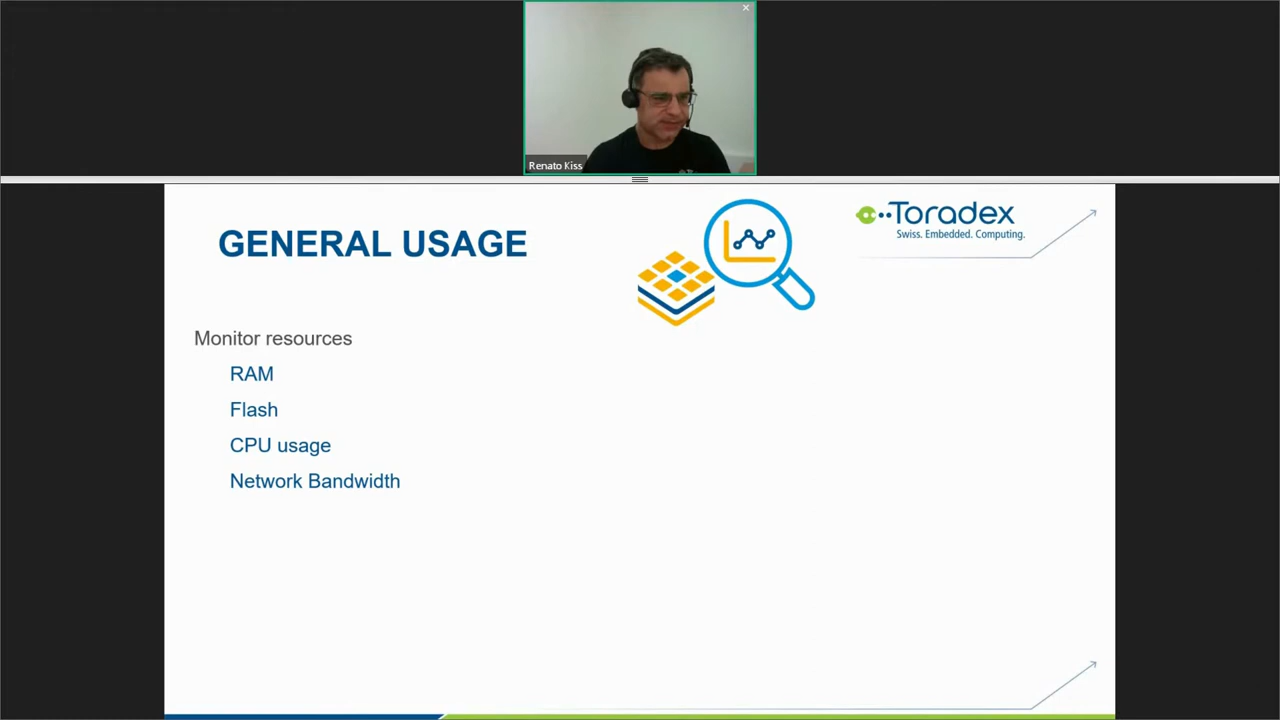 Renato Kiss
GENERAL USAGE
Toradex
Swiss. Embedded. Computing.
Monitor resources
RAM
Flash
CPU usage
Network Bandwidth